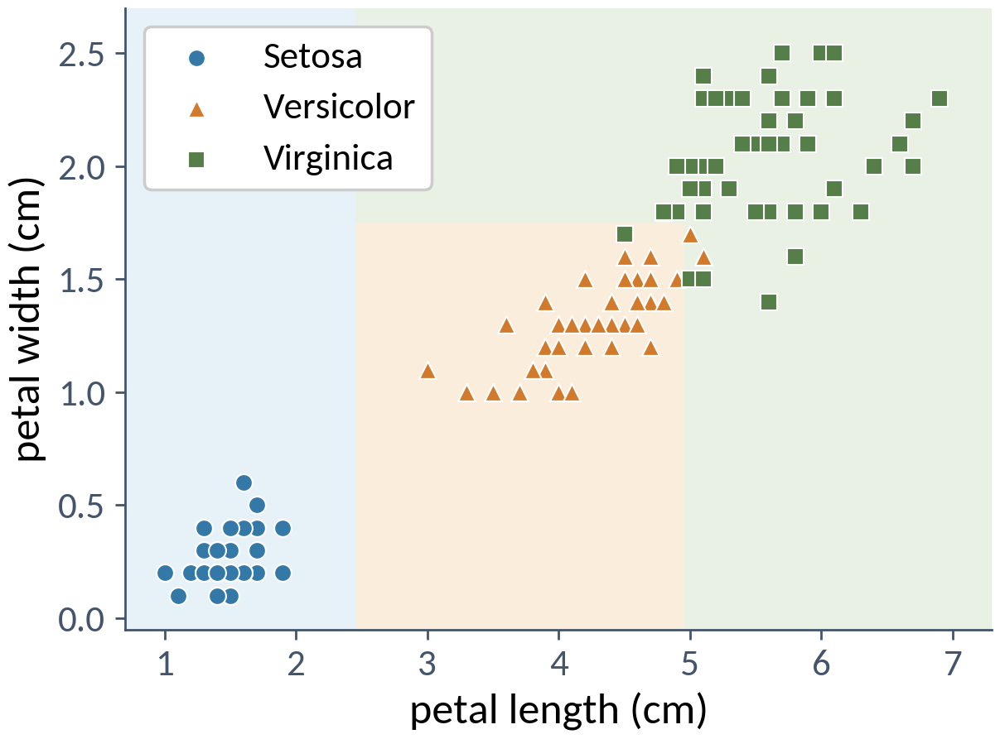 2.5
2.0
1.5
1.0
0.5
0.0
petal width (cm)
Setosa
Versicolor
Virginica
1 2 3 4 5 6 7
petal length (cm)